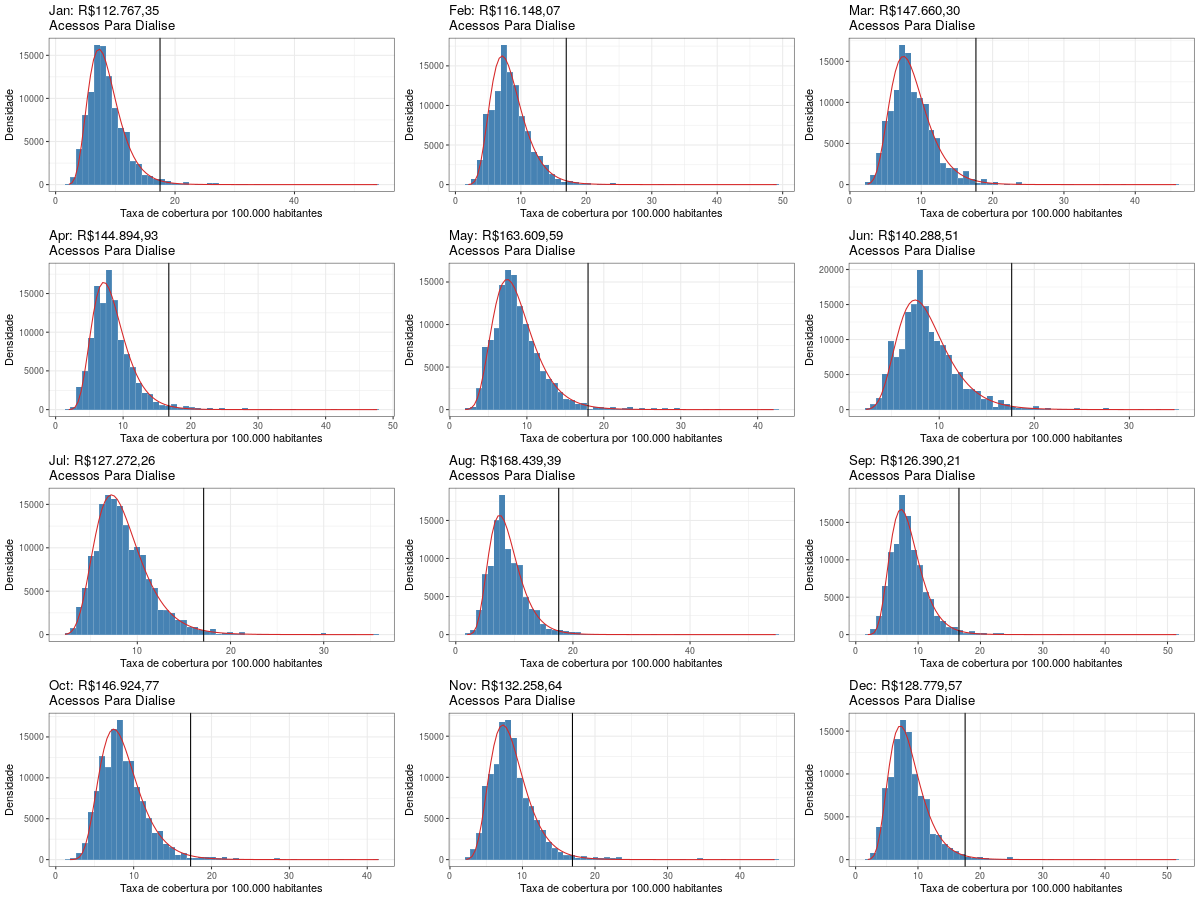 Jan: R$112.767,35
Acessos Para Dialise
Densidade
15000
10000
5000
0
0 20 40
Taxa de cobertura por 100.000 habitantes
Feb: R$116.148,07
Acessos Para Dialise
Densidade
15000
10000
5000
0
0 10 20 30 40 50
Taxa de cobertura por 100.000 habitantes
Mar: R$147.660,30
Acessos Para Dialise
Densidade
15000
10000
5000
0
0 10 20 30 40
Taxa de cobertura por 100.000 habitantes
Apr: R$144.894,93
Acessos Para Dialise
Densidade
15000
10000
5000
0
0 10 20 30 40 50
Taxa de cobertura por 100.000 habitantes
May: R$163.609,59
Acessos Para Dialise
Densidade
15000
10000
5000
0
0 10 20 30 40
Taxa de cobertura por 100.000 habitantes
Jun: R$140.288,51
Acessos Para Dialise
Densidade
20000
15000
10000
5000
0
10 20 30
Taxa de cobertura por 100.000 habitantes
Jul: R$127.272,26
Acessos Para Dialise
Densidade
15000
10000
5000
0
10 20 30
Taxa de cobertura por 100.000 habitantes
Aug: R$168.439,39
Acessos Para Dialise
Densidade
15000
10000
5000
0
0 20 40
Taxa de cobertura por 100.000 habitantes
Sep: R$126.390,21
Acessos Para Dialise
Densidade
15000
10000
5000
0
0 10 20 30 40 50
Taxa de cobertura por 100.000 habitantes
Oct: R$146.924,77
Acessos Para Dialise
Densidade
15000
10000
5000
0
0 10 20 30 40
Taxa de cobertura por 100.000 habitantes
Nov: R$132.258,64
Acessos Para Dialise
Densidade
15000
10000
5000
0
0 10 20 30 40
Taxa de cobertura por 100.000 habitantes
Dec: R$128.779,57
Acessos Para Dialise
Densidade
15000
10000
5000
0
0 10 20 30 40 50
Taxa de cobertura por 100.000 habitantes